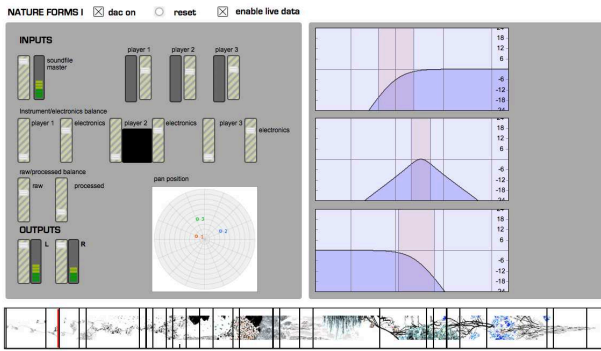 NATURE FORMS I dac on reset enable live data
INPUTS
soundfile
master
player 1 player 2 player 3
Instrument/electronics balance
player 1 electronics player 2 electronics player 3 electronics
raw/processed balance
raw processed
pan position
3
2
1
OUTPUTS
L R
18
12
6
-6
-12
-18
-24
18
12
6
-6
-12
-18
-24
18
12
6
-6
-12
-18
-24